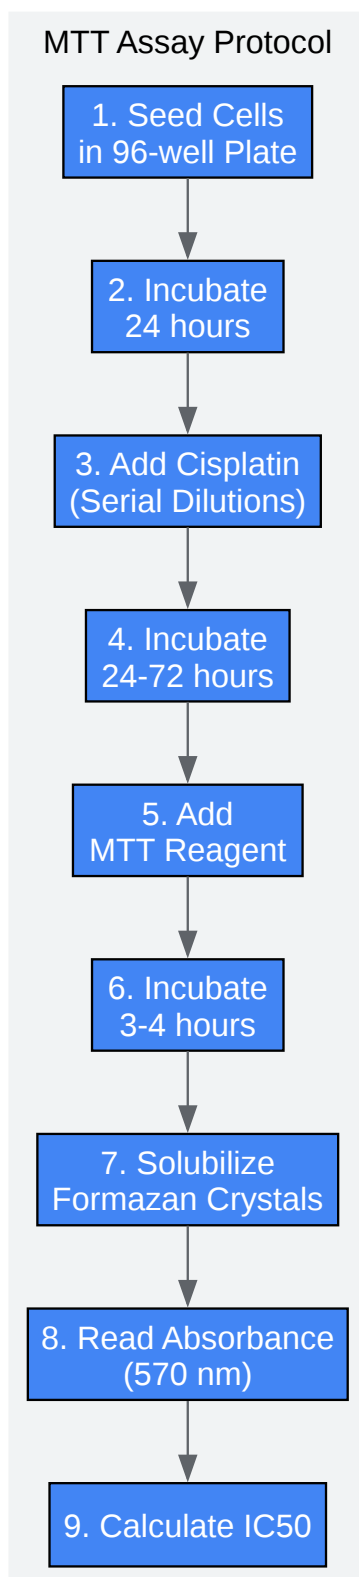 MTT Assay Protocol
1. Seed Cells
in 96-well Plate
2. Incubate
24 hours
3. Add Cisplatin
(Serial Dilutions)
4. Incubate
24-72 hours
5. Add
MTT Reagent
6. Incubate
3-4 hours
7. Solubilize
Formazan Crystals
8. Read Absorbance
(570 nm)
9. Calculate IC50